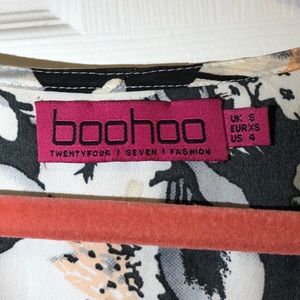 boohoo
TWENTYFOUR | SEVEN | FASHION
UK 8
EUR XS
US 4